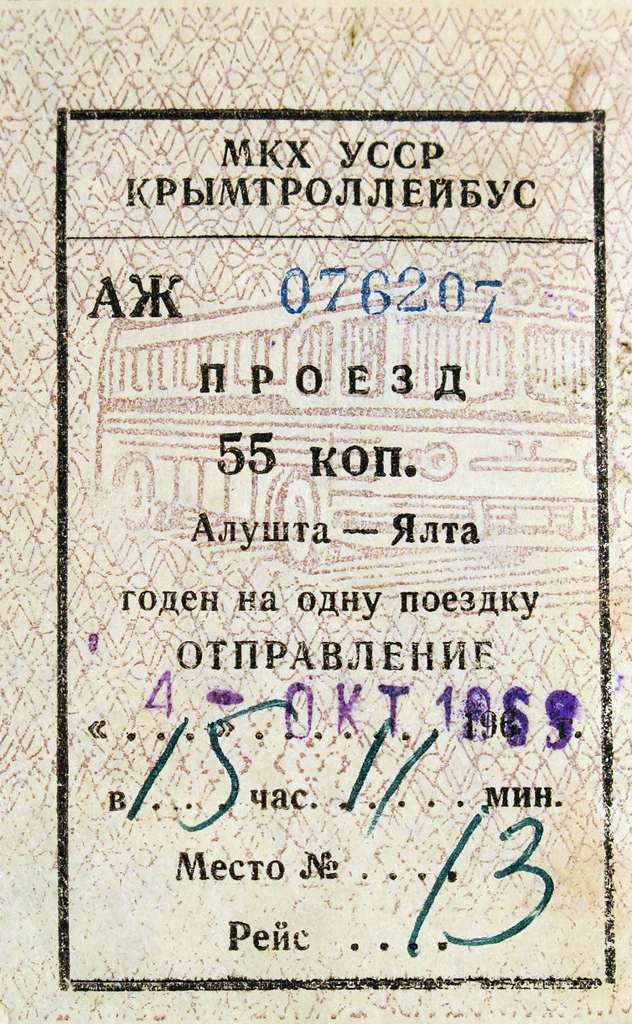 МКХ УССР
КРЫМТРОЛЛЕЙБУС
АЖ 076207
ПРОЕЗД
55 коп.
Алушта — Ялта
годен на одну поездку
ОТПРАВЛЕНИЕ
4 - ОКТ 1969
«....»....... 196 г.
в 15 час. 11 мин.
Место № .... 13
Рейс ....